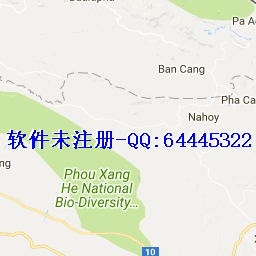 Ban Cang
Pha Ca
Nahoy
软件未注册-QQ:64445322
ng
Phou Xang
He National
Bio-Diversity...
10